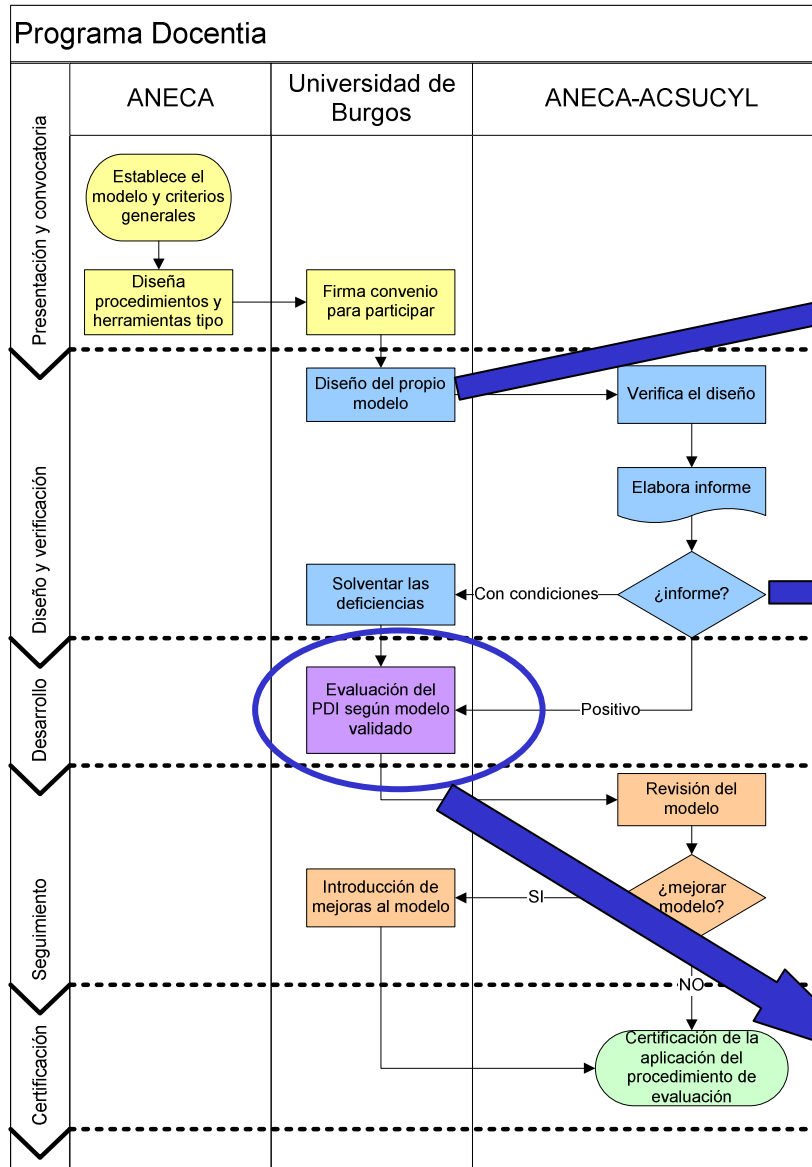 Programa Docentia
ANECA
Universidad de
Burgos
ANECA-ACSUCYL
Presentación y convocatoria
Establece el
modelo y criterios
generales
Diseña
procedimientos y
herramientas tipo
Firma convenio
para participar
Diseño y verificación
Diseño del propio
modelo
Verifica el diseño
Elabora informe
¿informe?
Con condiciones
Solventar las
deficiencias
Desarrollo
Evaluación del
PDI según modelo
validado
Positivo
Seguimiento
Revisión del
modelo
¿mejorar
modelo?
SI
Introducción de
mejoras al modelo
NO
Certificación
Certificación de la
aplicación del
procedimiento de
evaluación